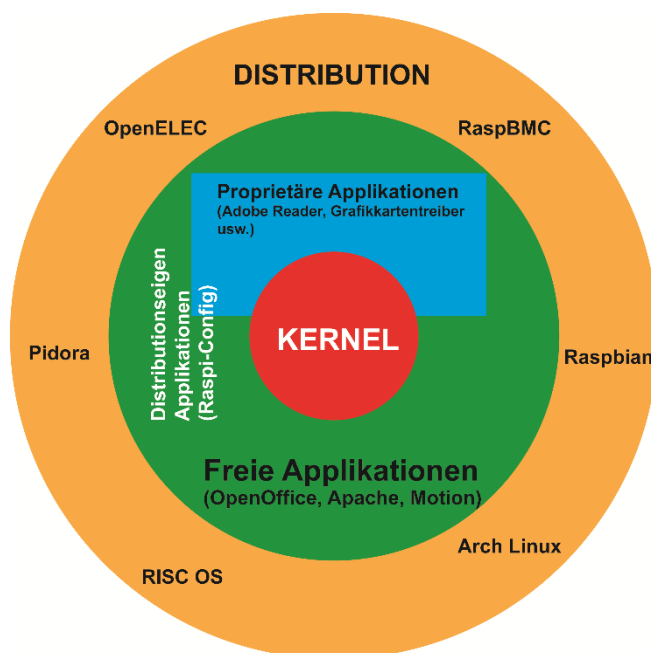 DISTRIBUTION
OpenELEC
RaspBMC
Proprietäre Applikationen
(Adobe Reader, Grafikkartentreiber
usw.)
Distributionseigen
Applikationen
(Raspi-Config)
KERNEL
Pidora
Raspbian
Freie Applikationen
(OpenOffice, Apache, Motion)
Arch Linux
RISC OS